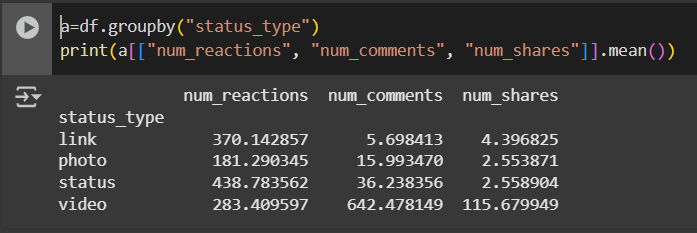 a=df.groupby("status_type")
print(a[["num_reactions", "num_comments", "num_shares"]].mean())
num_reactions num_comments num_shares
status_type
link 370.142857 5.698413 4.396825
photo 181.290345 15.993470 2.553871
status 438.783562 36.238356 2.558904
video 283.409597 642.478149 115.679949